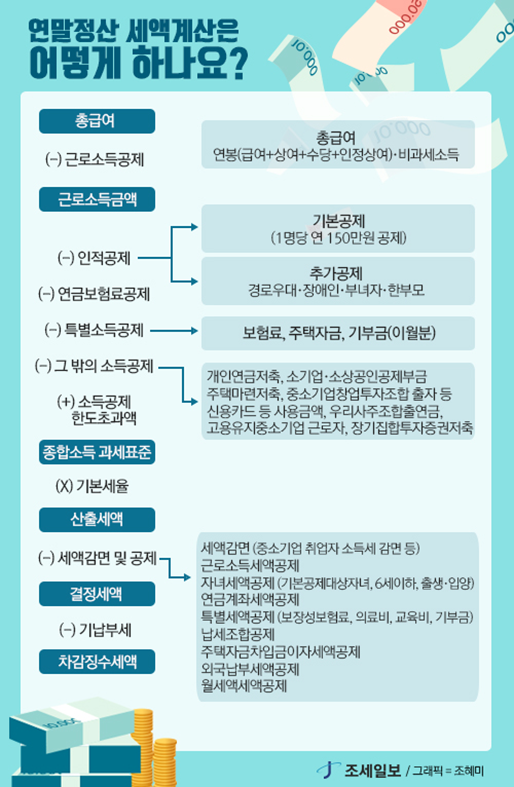 연말정산 세액계산은
어떻게 하나요?
총급여
(-) 근로소득공제
총급여
연봉(급여+상여+수당+인정상여)·비과세소득
근로소득금액
(-) 인적공제
기본공제
(1명당 연 150만원 공제)
추가공제
경로우대·장애인·부녀자·한부모
(-) 연금보험료공제
(-) 특별소득공제
보험료, 주택자금, 기부금(이월분)
(-) 그 밖의 소득공제
(+) 소득공제
한도초과액
개인연금저축, 소기업·소상공인공제부금
주택마련저축, 중소기업창업투자조합 출자 등
신용카드 등 사용금액, 우리사주조합출연금,
고용유지중소기업 근로자, 장기집합투자증권저축
종합소득 과세표준
(X) 기본세율
산출세액
(-) 세액감면 및 공제
세액감면 (중소기업 취업자 소득세 감면 등)
근로소득세액공제
자녀세액공제 (기본공제대상자녀, 6세이하, 출생·입양)
연금계좌세액공제
특별세액공제 (보장성보험료, 의료비, 교육비, 기부금)
납세조합공제
주택자금차입금이자세액공제
외국납부세액공제
월세액세액공제
결정세액
(-) 기납부세
차감징수세액
조세일보 / 그래픽 = 조혜미